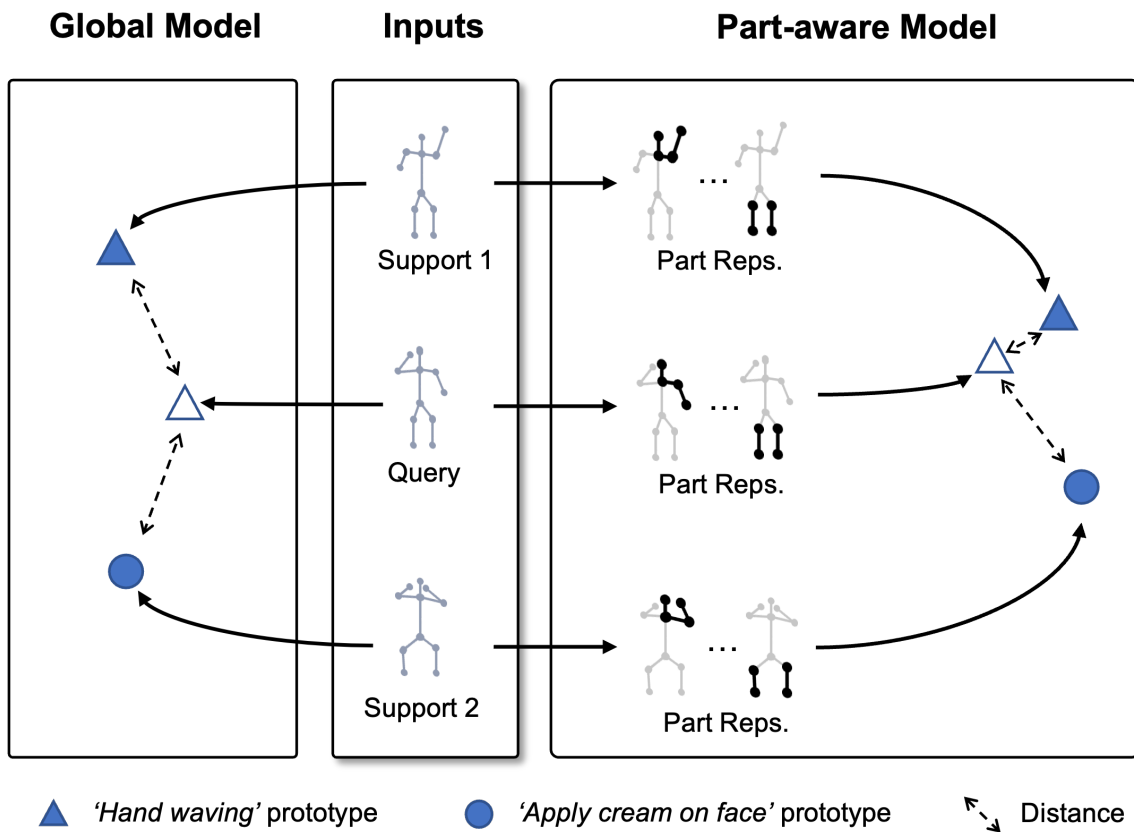 Global Model
Inputs
Part-aware Model
Support 1
...
Part Reps.
Query
...
Part Reps.
Support 2
...
Part Reps.
'Hand waving' prototype
'Apply cream on face' prototype
Distance